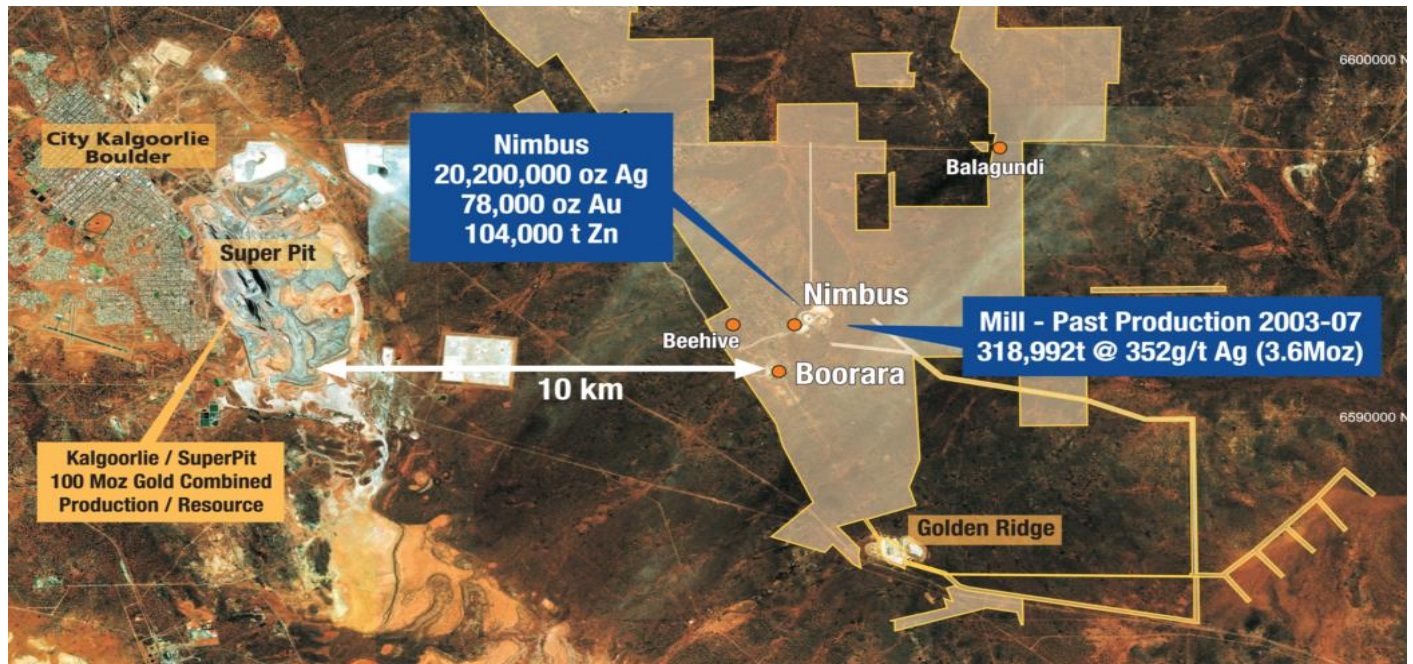 6600000 N
City Kalgoorlie
Boulder
Nimbus
20,200,000 oz Ag
78,000 oz Au
104,000 t Zn
Balagundi
Super Pit
Nimbus
Beehive
Mill - Past Production 2003-07
318,992t @ 352g/t Ag (3.6Moz)
Boorara
10 km
6590000 N
Kalgoorlie / SuperPit
100 Moz Gold Combined
Production / Resource
Golden Ridge